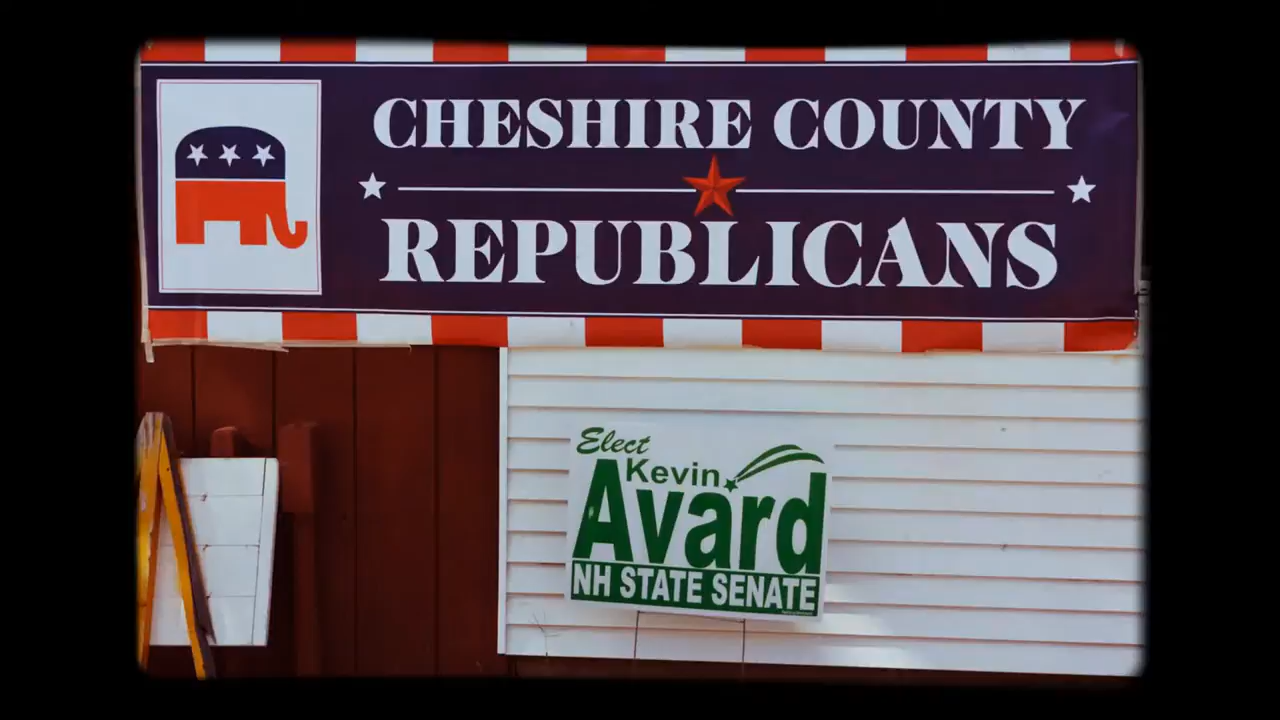 CHESHIRE COUNTY
REPUBLICANS
Elect
Kevin
Avard
NH STATE SENATE